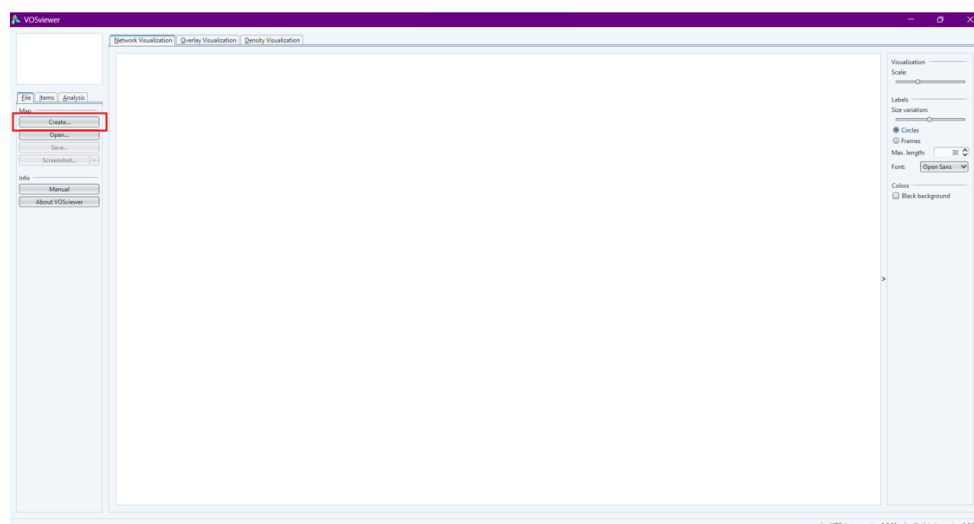 VOSviewer
Network Visualization Overlay Visualization Density Visualization
File Items Analysis
Map
Create...
Open...
Save...
Screenshot...
Info
Manual
About VOSviewer
Visualization
Scale:
Labels
Size variation:
Circles
Frames
Max. length: 30
Font: Open Sans
Colors
Black background
>